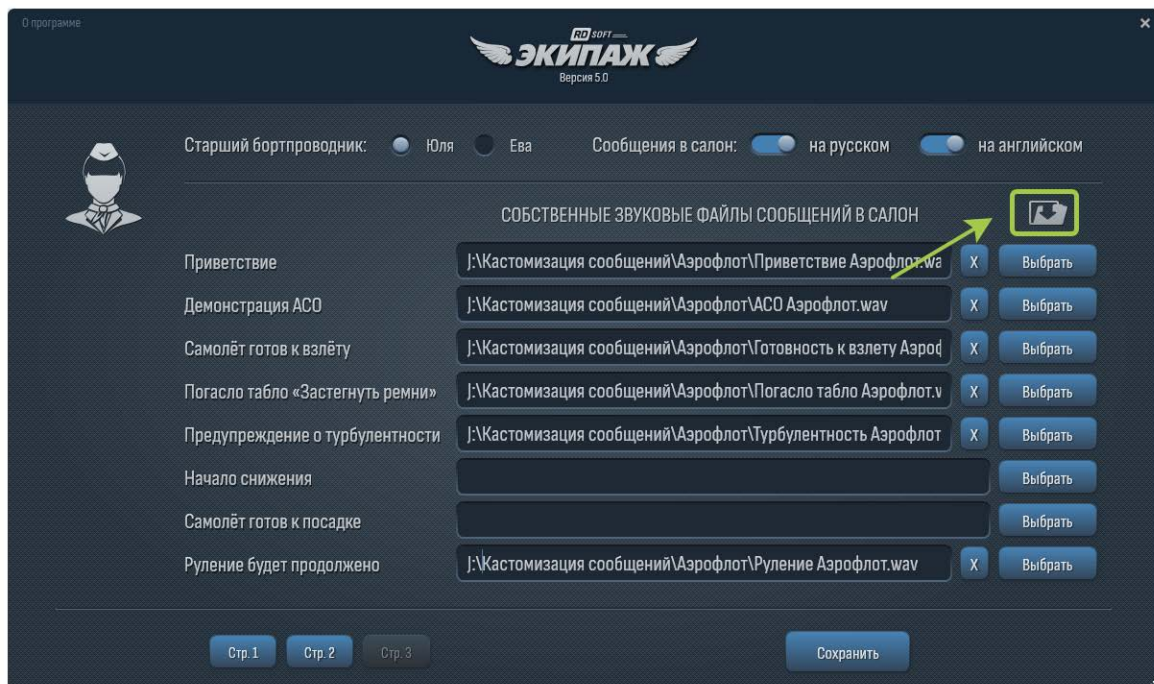 О программе
×
RD SOFT
ЭКИПАЖ
Версия 5.0
Старший бортпроводник: Юля Ева Сообщения в салон: на русском на английском
СОБСТВЕННЫЕ ЗВУКОВЫЕ ФАЙЛЫ СООБЩЕНИЙ В САЛОН
Приветствие J:\Кастомизация сообщений\Аэрофлот\Приветствие Аэрофлот.wa X Выбрать
Демонстрация АСО J:\Кастомизация сообщений\Аэрофлот\АСО Аэрофлот.wav X Выбрать
Самолёт готов к взлёту J:\Кастомизация сообщений\Аэрофлот\Готовность к взлету Аэроф X Выбрать
Погасло табло «Застегнуть ремни» J:\Кастомизация сообщений\Аэрофлот\Погасло табло Аэрофлот.w X Выбрать
Предупреждение о турбулентности J:\Кастомизация сообщений\Аэрофлот\Турбулентность Аэрофлот X Выбрать
Начало снижения Выбрать
Самолёт готов к посадке Выбрать
Руление будет продолжено J:\Кастомизация сообщений\Аэрофлот\Руление Аэрофлот.wav X Выбрать
Стр. 1 Стр. 2 Стр. 3 Сохранить